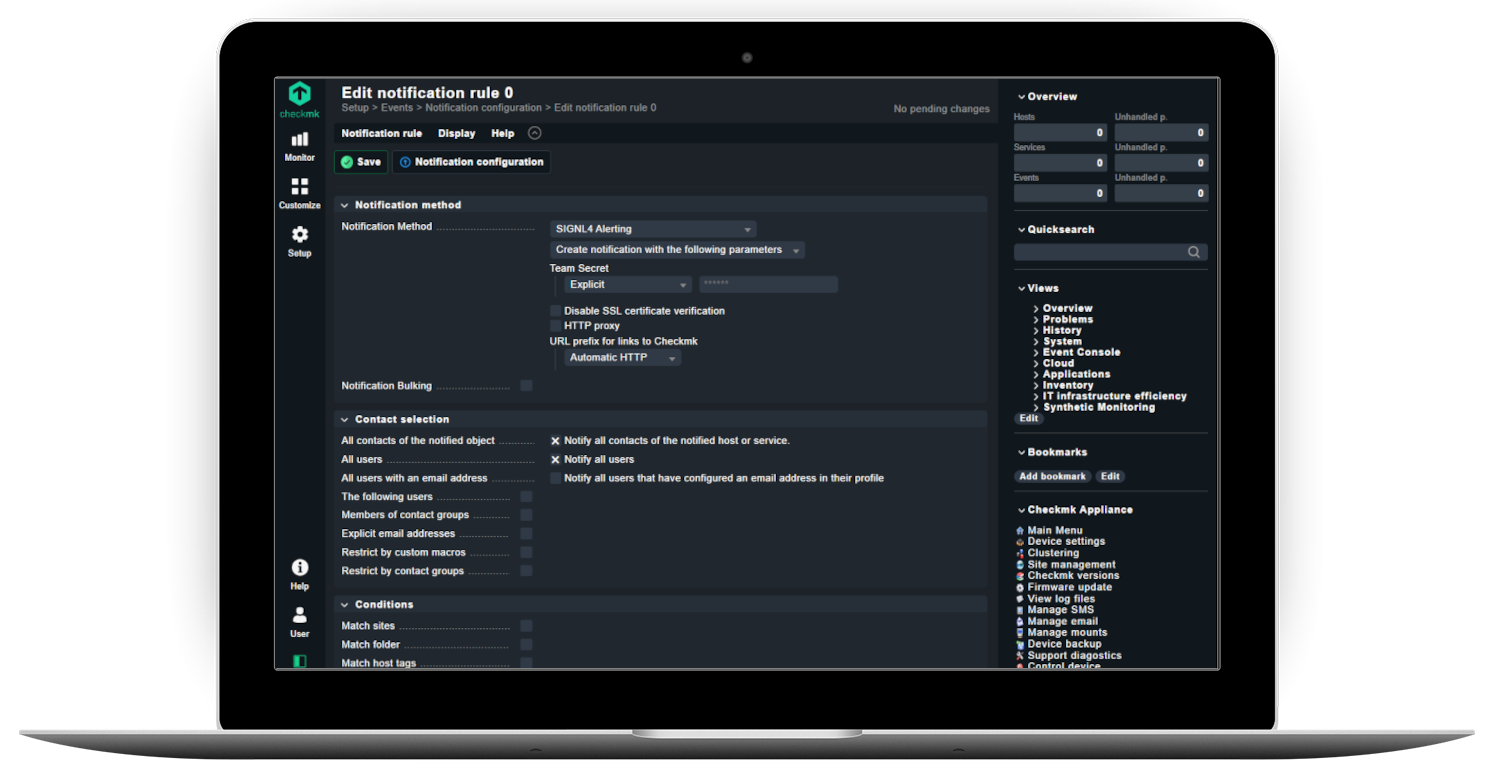 checkmk
Monitor
Customize
Setup
Help
User
Edit notification rule 0
Setup > Events > Notification configuration > Edit notification rule 0
No pending changes
Notification rule Display Help
Save Notification configuration
Notification method
Notification Method
SIGNL4 Alerting
Create notification with the following parameters
Team Secret
Explicit ******
Disable SSL certificate verification
HTTP proxy
URL prefix for links to Checkmk
Automatic HTTP
Notification Bulking
Contact selection
All contacts of the notified object Notify all contacts of the notified host or service.
All users Notify all users
All users with an email address Notify all users that have configured an email address in their profile
The following users
Members of contact groups
Explicit email addresses
Restrict by custom macros
Restrict by contact groups
Conditions
Match sites
Match folder
Match host tags
Overview
Hosts Unhandled p.
0 0
Services Unhandled p.
0 0
Events Unhandled p.
0 0
Quicksearch
Views
Overview
Problems
History
System
Event Console
Cloud
Applications
Inventory
IT infrastructure efficiency
Synthetic Monitoring
Edit
Bookmarks
Add bookmark Edit
Checkmk Appliance
Main Menu
Device settings
Clustering
Site management
Checkmk versions
Firmware update
View log files
Manage SMS
Manage email
Manage mounts
Device backup
Support diagostics
Control device